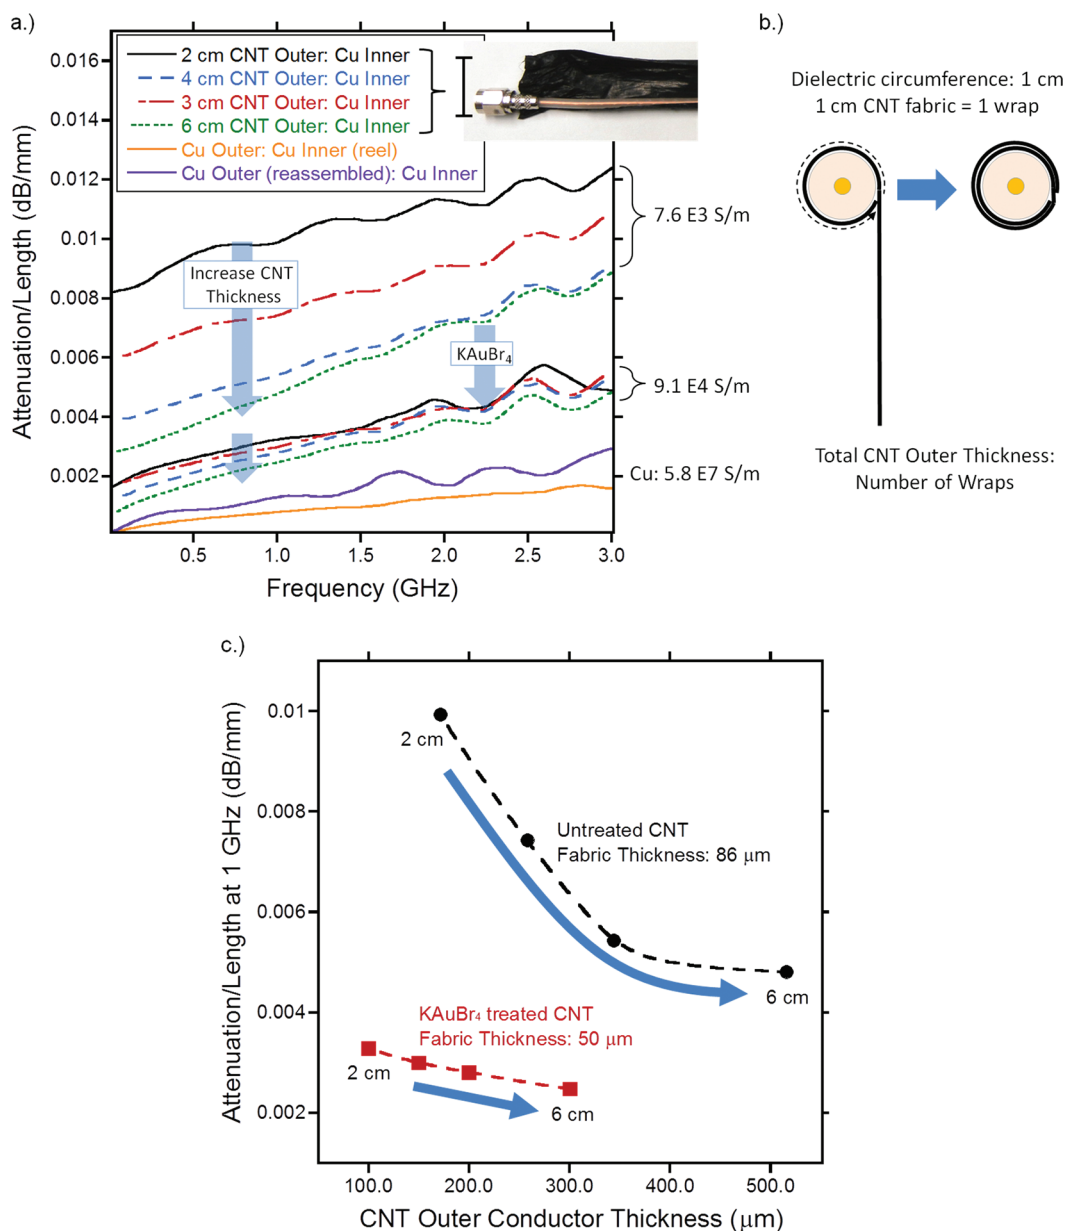 a.)
0.016
0.014
0.012
0.01
0.008
0.006
0.004
0.002
Attenuation/Length (dB/mm)
2 cm CNT Outer: Cu Inner
4 cm CNT Outer: Cu Inner
3 cm CNT Outer: Cu Inner
6 cm CNT Outer: Cu Inner
Cu Outer: Cu Inner (reel)
Cu Outer (reassembled): Cu Inner
Increase CNT
Thickness
KAuBr₄
7.6 E3 S/m
9.1 E4 S/m
Cu: 5.8 E7 S/m
0.5
1.0
1.5
2.0
2.5
3.0
Frequency (GHz)
b.)
Dielectric circumference: 1 cm
1 cm CNT fabric = 1 wrap
Total CNT Outer Thickness:
Number of Wraps
c.)
0.01
0.008
0.006
0.004
0.002
Attenuation/Length at 1 GHz (dB/mm)
2 cm
Untreated CNT
Fabric Thickness: 86 μm
6 cm
KAuBr₄ treated CNT
Fabric Thickness: 50 μm
2 cm
6 cm
100.0
200.0
300.0
400.0
500.0
CNT Outer Conductor Thickness (μm)